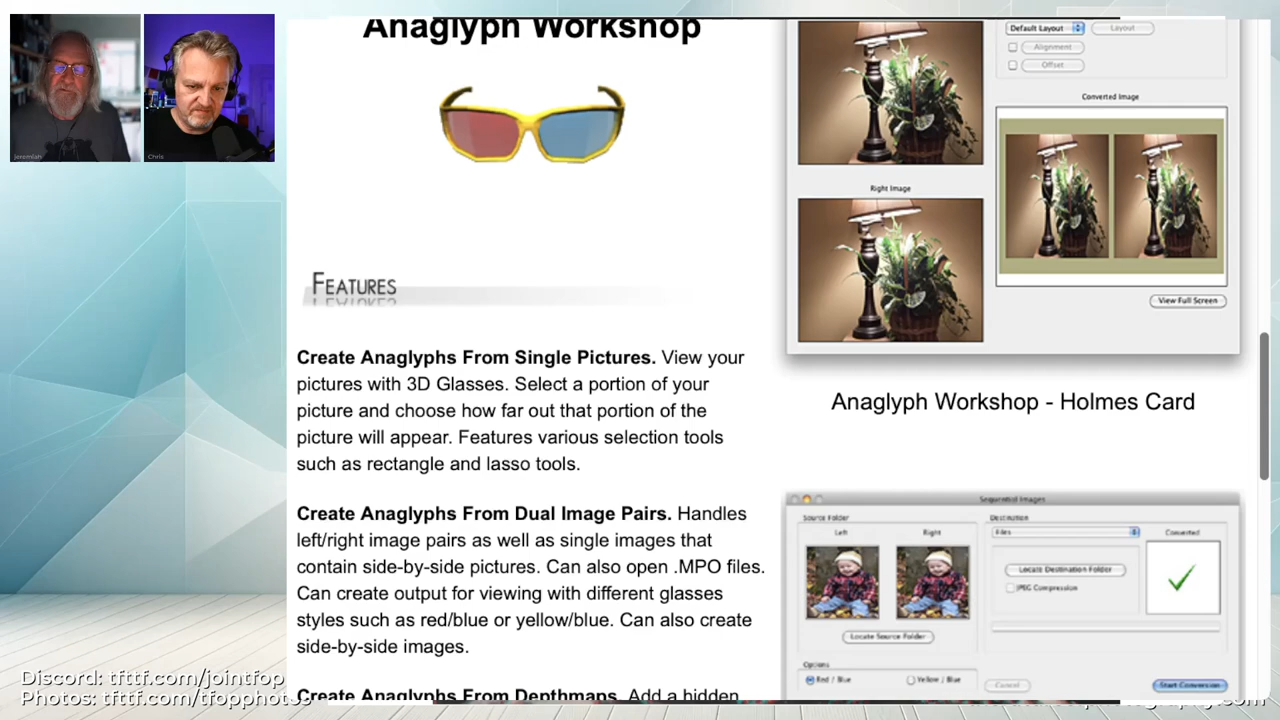 Jeremiah
Chris
Anaglyph Workshop
FEATURES
Create Anaglyphs From Single Pictures. View your
pictures with 3D Glasses. Select a portion of your
picture and choose how far out that portion of the
picture will appear. Features various selection tools
such as rectangle and lasso tools.
Create Anaglyphs From Dual Image Pairs. Handles
left/right image pairs as well as single images that
contain side-by-side pictures. Can also open .MPO files.
Can create output for viewing with different glasses
styles such as red/blue or yellow/blue. Can also create
side-by-side images.
Create Anaglyphs From Depthmaps. Add a hidden
Default Layout
Layout
Alignment
Offset
Converted Image
Right Image
View Full Screen
Anaglyph Workshop - Holmes Card
Sequential Images
Source Folder
Destination
Left
Right
Files
Converted
Locate Destination Folder
JPEG Compression
Locate Source Folder
Options
Red / Blue
Yellow / Blue
Cancel
Start Conversion
Discord: tfttf.com/jointfop
Photos: tfttf.com/tfopphoto